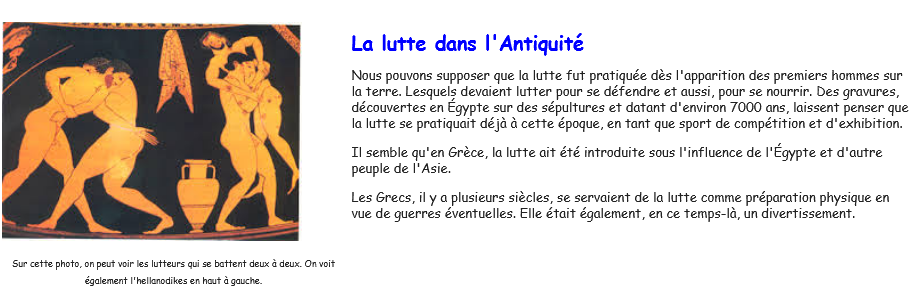 La lutte dans l'Antiquité
Nous pouvons supposer que la lutte fut pratiquée dès l'apparition des premiers hommes sur
la terre. Lesquels devaient lutter pour se défendre et aussi, pour se nourrir. Des gravures,
découvertes en Égypte sur des sépultures et datant d'environ 7000 ans, laissent penser que
la lutte se pratiquait déjà à cette époque, en tant que sport de compétition et d'exhibition.
Il semble qu'en Grèce, la lutte ait été introduite sous l'influence de l'Égypte et d'autre
peuple de l'Asie.
Les Grecs, il y a plusieurs siècles, se servaient de la lutte comme préparation physique en
vue de guerres éventuelles. Elle était également, en ce temps-là, un divertissement.
Sur cette photo, on peut voir les lutteurs qui se battent deux à deux. On voit
également l'hellanodikes en haut à gauche.